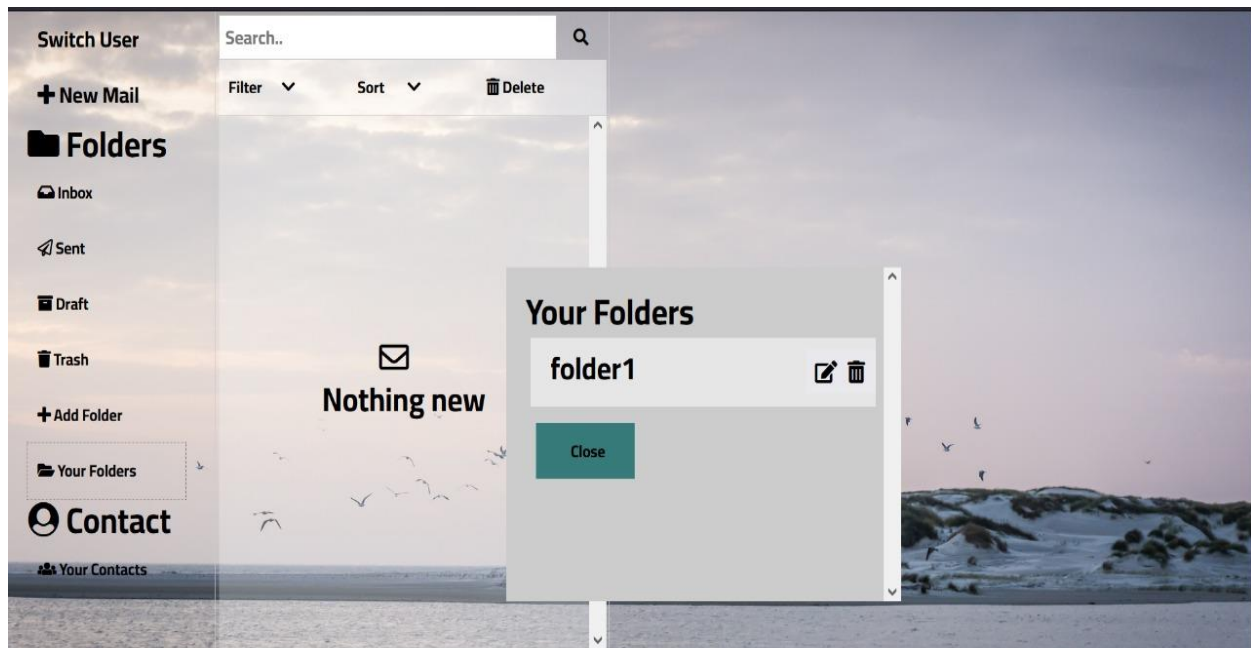 Switch User
New Mail
Folders
Inbox
Sent
Draft
Trash
Add Folder
Your Folders
Contact
Your Contacts
Search..
Filter
Sort
Delete
Nothing new
Your Folders
folder1
Close